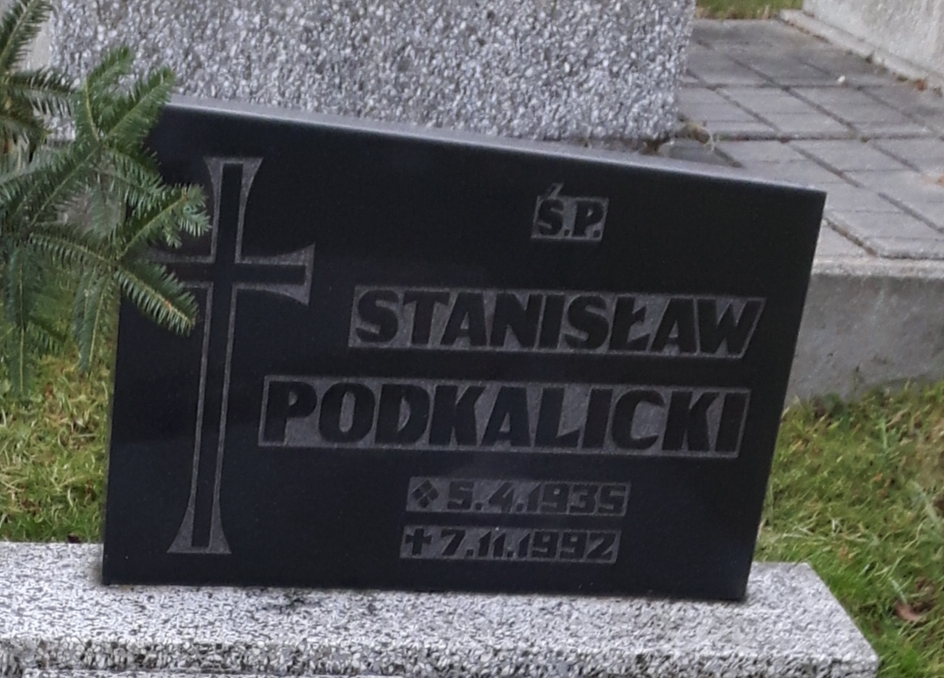 Ś.P.
STANISŁAW
PODKALICKI
5.4.1935
7.11.1992